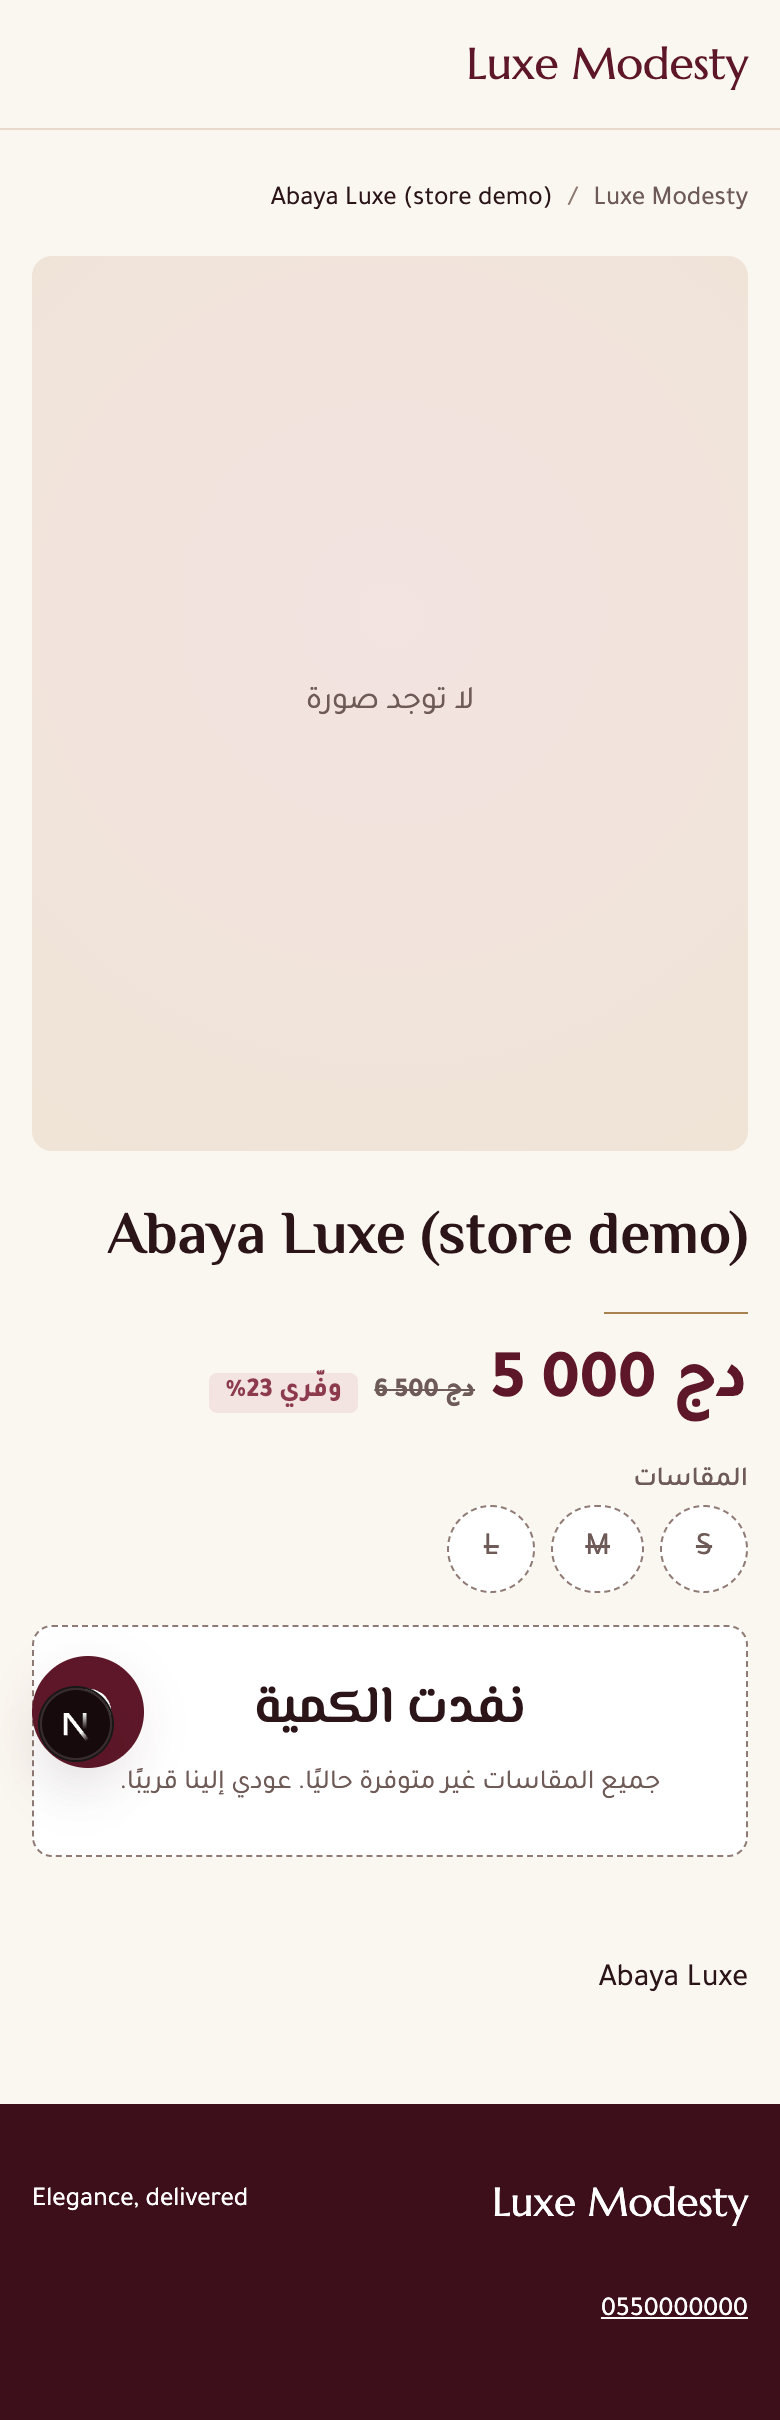 Luxe Modesty
Luxe Modesty / Abaya Luxe (store demo)
لا توجد صورة
Abaya Luxe (store demo)
5 000 دج 6 500 دج وفّري 23%
المقاسات
S M L
نفدت الكمية
جميع المقاسات غير متوفرة حاليًا. عودي إلينا قريبًا.
N
Abaya Luxe
Luxe Modesty
Elegance, delivered
0550000000